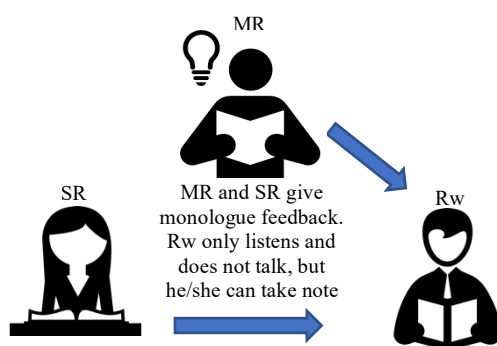 MR
SR
MR and SR give
monologue feedback.
Rw only listens and
does not talk, but
he/she can take note
Rw